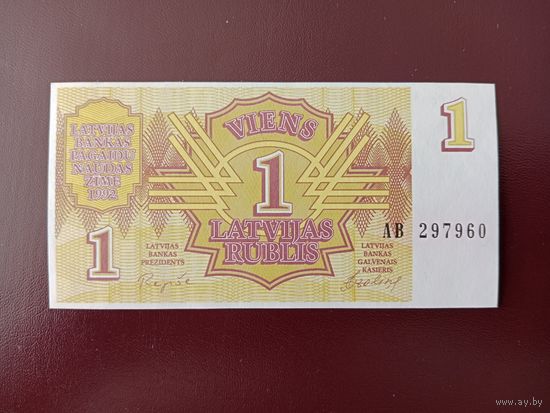 LATVIJAS
BANKAS
PAGAIDU
NAUDAS
ZĪME
1992
VIENS
1
LATVIJAS
RUBLIS
1
1
AB 297960
LATVIJAS
BANKAS
PREZIDENTS
LATVIJAS
BANKAS
GALVENAIS
KASIERIS
www.ay.by